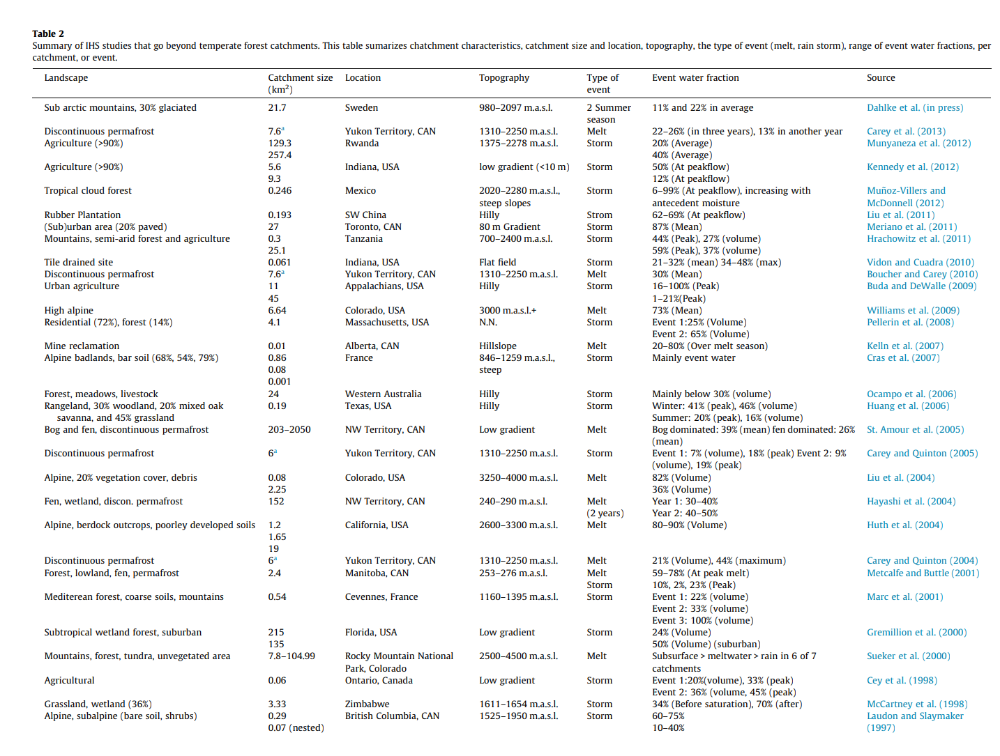 Table 2
Summary of IHS studies that go beyond temperate forest catchments. This table sumarizes chatchment characteristics, catchment size and location, topography, the type of event (melt, rain storm), range of event water fractions, per
catchment, or event.
Landscape Catchment size Location Topography Type of Event water fraction Source
(km²) event
Sub arctic mountains, 30% glaciated 21.7 Sweden 980–2097 m.a.s.l. 2 Summer 11% and 22% in average Dahlke et al. (in press)
season
Discontinuous permafrost 7.6ᵃ Yukon Territory, CAN 1310–2250 m.a.s.l. Melt 22–26% (in three years), 13% in another year Carey et al. (2013)
Agriculture (>90%) 129.3 Rwanda 1375–2278 m.a.s.l. Storm 20% (Average) Munyaneza et al. (2012)
257.4 40% (Average)
Agriculture (>90%) 5.6 Indiana, USA low gradient (<10 m) Storm 50% (At peakflow) Kennedy et al. (2012)
9.3 12% (At peakflow)
Tropical cloud forest 0.246 Mexico 2020–2280 m.a.s.l., Storm 6–99% (At peakflow), increasing with Muñoz-Villers and
steep slopes antecedent moisture McDonnell (2012)
Rubber Plantation 0.193 SW China Hilly Strom 62–69% (At peakflow) Liu et al. (2011)
(Sub)urban area (20% paved) 27 Toronto, CAN 80 m Gradient Storm 87% (Mean) Meriano et al. (2011)
Mountains, semi-arid forest and agriculture 0.3 Tanzania 700–2400 m.a.s.l. Storm 44% (Peak), 27% (volume) Hrachowitz et al. (2011)
25.1 59% (Peak), 37% (volume)
Tile drained site 0.061 Indiana, USA Flat field Storm 21–32% (mean) 34–48% (max) Vidon and Cuadra (2010)
Discontinuous permafrost 7.6ᵃ Yukon Territory, CAN 1310–2250 m.a.s.l. Melt 30% (Mean) Boucher and Carey (2010)
Urban agriculture 11 Appalachians, USA Hilly Storm 16–100% (Peak) Buda and DeWalle (2009)
45 1–21%(Peak)
High alpine 6.64 Colorado, USA 3000 m.a.s.l.+ Melt 73% (Mean) Williams et al. (2009)
Residential (72%), forest (14%) 4.1 Massachusetts, USA N.N. Storm Event 1:25% (Volume) Pellerin et al. (2008)
Event 2: 65% (Volume)
Mine reclamation 0.01 Alberta, CAN Hillslope Melt 20–80% (Over melt season) Kelln et al. (2007)
Alpine badlands, bar soil (68%, 54%, 79%) 0.86 France 846–1259 m.a.s.l., Storm Mainly event water Cras et al. (2007)
0.08 steep
0.001
Forest, meadows, livestock 24 Western Australia Hilly Storm Mainly below 30% (volume) Ocampo et al. (2006)
Rangeland, 30% woodland, 20% mixed oak 0.19 Texas, USA Hilly Storm Winter: 41% (peak), 46% (volume) Huang et al. (2006)
savanna, and 45% grassland Summer: 20% (peak), 16% (volume)
Bog and fen, discontinuous permafrost 203–2050 NW Territory, CAN Low gradient Melt Bog dominated: 39% (mean) fen dominated: 26% St. Amour et al. (2005)
(mean)
Discontinuous permafrost 6ᵃ Yukon Territory, CAN 1310–2250 m.a.s.l. Storm Event 1: 7% (volume), 18% (peak) Event 2: 9% Carey and Quinton (2005)
(volume), 19% (peak)
Alpine, 20% vegetation cover, debris 0.08 Colorado, USA 3250–4000 m.a.s.l. Melt 82% (Volume) Liu et al. (2004)
2.25 36% (Volume)
Fen, wetland, discon. permafrost 152 NW Territory, CAN 240–290 m.a.s.l. Melt Year 1: 30–40% Hayashi et al. (2004)
(2 years) Year 2: 40–50%
Alpine, berdock outcrops, poorley developed soils 1.2 California, USA 2600–3300 m.a.s.l. Melt 80–90% (Volume) Huth et al. (2004)
1.65
19
Discontinuous permafrost 6ᵃ Yukon Territory, CAN 1310–2250 m.a.s.l. Melt 21% (Volume), 44% (maximum) Carey and Quinton (2004)
Forest, lowland, fen, permafrost 2.4 Manitoba, CAN 253–276 m.a.s.l. Melt 59–78% (At peak melt) Metcalfe and Buttle (2001)
Storm 10%, 2%, 23% (Peak)
Mediterean forest, coarse soils, mountains 0.54 Cevennes, France 1160–1395 m.a.s.l. Storm Event 1: 22% (volume) Marc et al. (2001)
Event 2: 33% (volume)
Event 3: 100% (volume)
Subtropical wetland forest, suburban 215 Florida, USA Low gradient Storm 24% (Volume) Gremillion et al. (2000)
135 50% (Volume) (suburban)
Mountains, forest, tundra, unvegetated area 7.8–104.99 Rocky Mountain National 2500–4500 m.a.s.l. Melt Subsurface > meltwater > rain in 6 of 7 Sueker et al. (2000)
Park, Colorado catchments
Agricultural 0.06 Ontario, Canada Low gradient Storm Event 1:20%(volume), 33% (peak) Cey et al. (1998)
Event 2: 36% (volume, 45% (peak)
Grassland, wetland (36%) 3.33 Zimbabwe 1611–1654 m.a.s.l. Storm 34% (Before saturation), 70% (after) McCartney et al. (1998)
Alpine, subalpine (bare soil, shrubs) 0.29 British Columbia, CAN 1525–1950 m.a.s.l. Storm 60–75% Laudon and Slaymaker
0.07 (nested) 10–40% (1997)